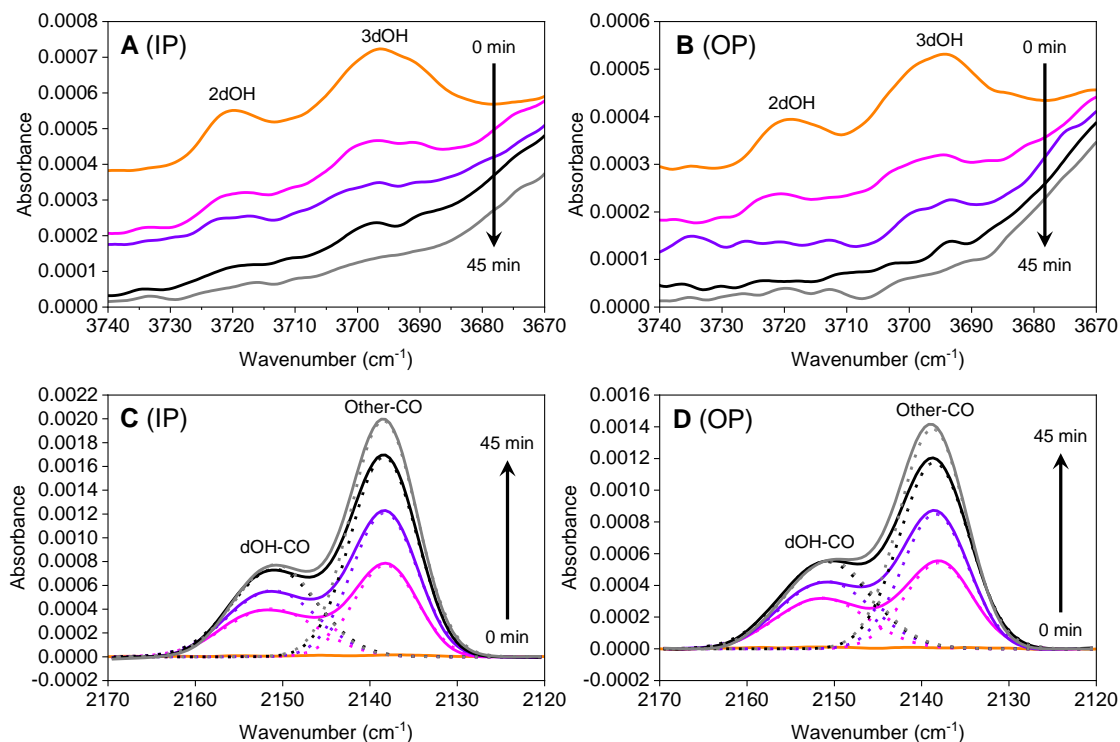 A (IP)
0.0008
0.0007
0.0006
0.0005
0.0004
0.0003
0.0002
0.0001
0.0000
Absorbance
2dOH
3dOH
0 min
45 min
3740 3730 3720 3710 3700 3690 3680 3670
Wavenumber (cm-1)
B (OP)
0.0006
0.0005
0.0004
0.0003
0.0002
0.0001
0.0000
Absorbance
2dOH
3dOH
0 min
45 min
3740 3730 3720 3710 3700 3690 3680 3670
Wavenumber (cm-1)
C (IP)
0.0022
0.0020
0.0018
0.0016
0.0014
0.0012
0.0010
0.0008
0.0006
0.0004
0.0002
0.0000
-0.0002
Absorbance
Other-CO
dOH-CO
45 min
0 min
2170 2160 2150 2140 2130 2120
Wavenumber (cm-1)
D (OP)
0.0016
0.0014
0.0012
0.0010
0.0008
0.0006
0.0004
0.0002
0.0000
-0.0002
Absorbance
Other-CO
dOH-CO
45 min
0 min
2170 2160 2150 2140 2130 2120
Wavenumber (cm-1)